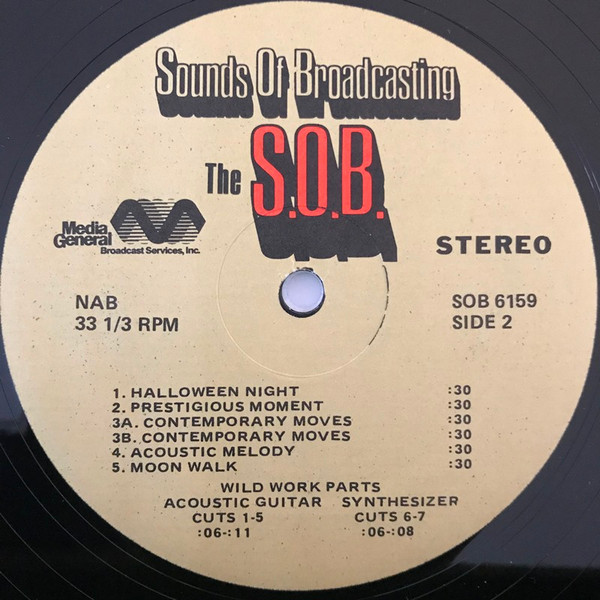 Sounds Of Broadcasting
The S.O.B.
Media
General
Broadcast Services, Inc.
STEREO
NAB
33 1/3 RPM
SOB 6159
SIDE 2
1. HALLOWEEN NIGHT :30
2. PRESTIGIOUS MOMENT :30
3A. CONTEMPORARY MOVES :30
3B. CONTEMPORARY MOVES :30
4. ACOUSTIC MELODY :30
5. MOON WALK :30
WILD WORK PARTS
ACOUSTIC GUITAR SYNTHESIZER
CUTS 1-5 CUTS 6-7
:06-:11 :06-:08